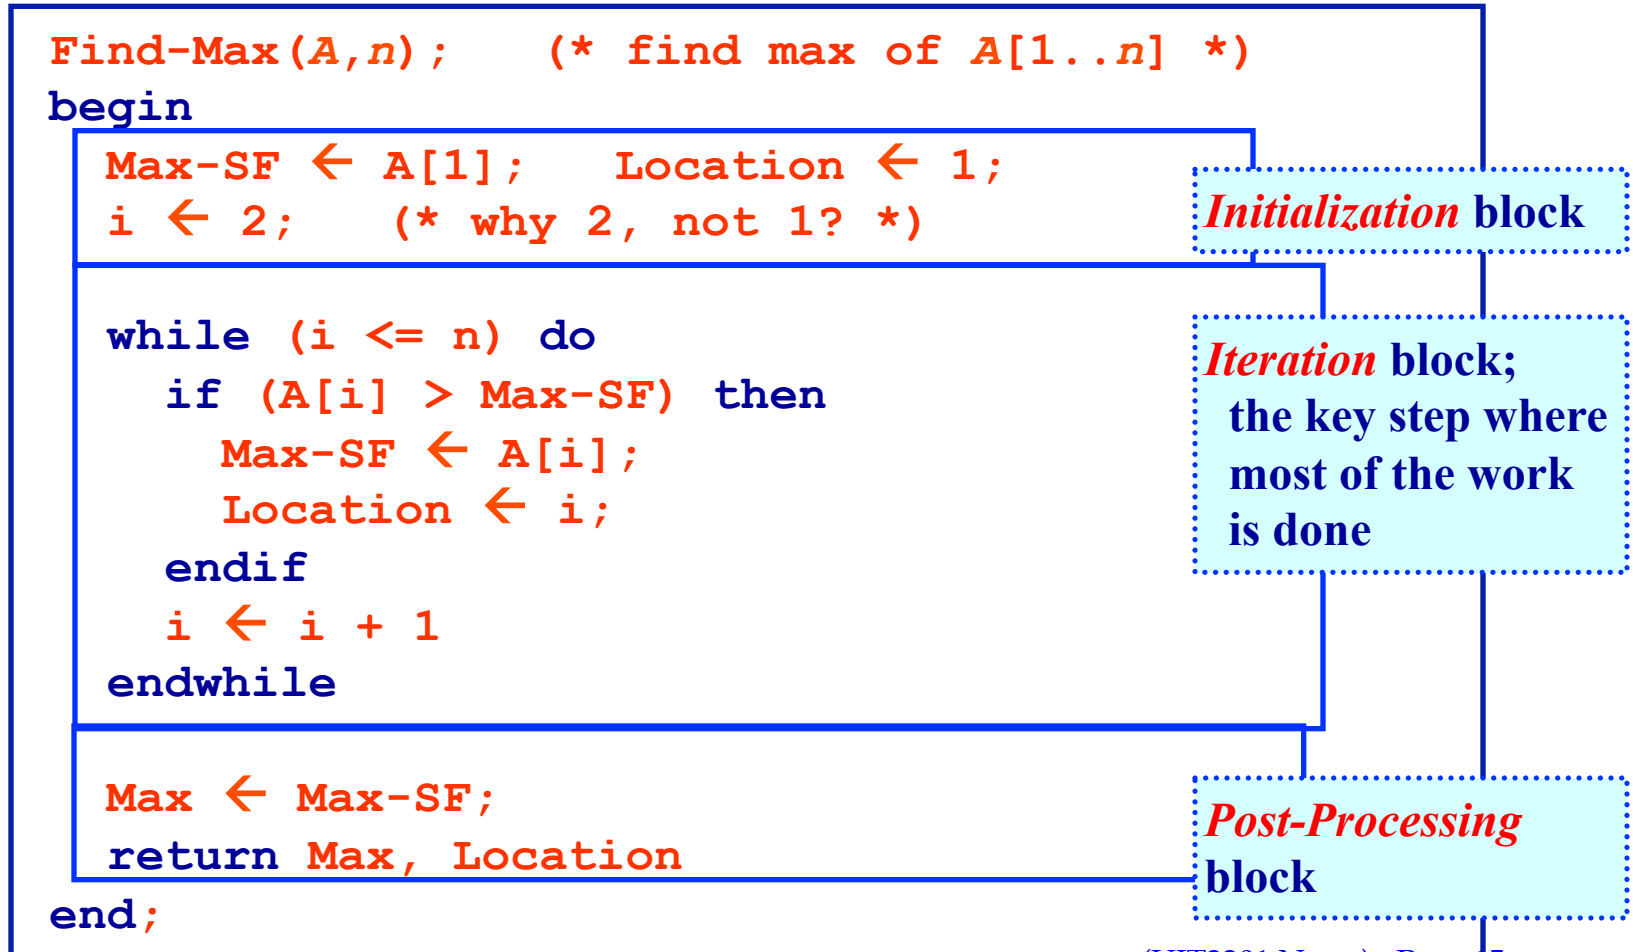 Find-Max(A,n); (* find max of A[1..n] *)
begin
Max-SF ← A[1]; Location ← 1;
i ← 2; (* why 2, not 1? *)
Initialization block
while (i <= n) do
if (A[i] > Max-SF) then
Max-SF ← A[i];
Location ← i;
endif
i ← i + 1
endwhile
Iteration block;
the key step where
most of the work
is done
Max ← Max-SF;
return Max, Location
Post-Processing
block
end;